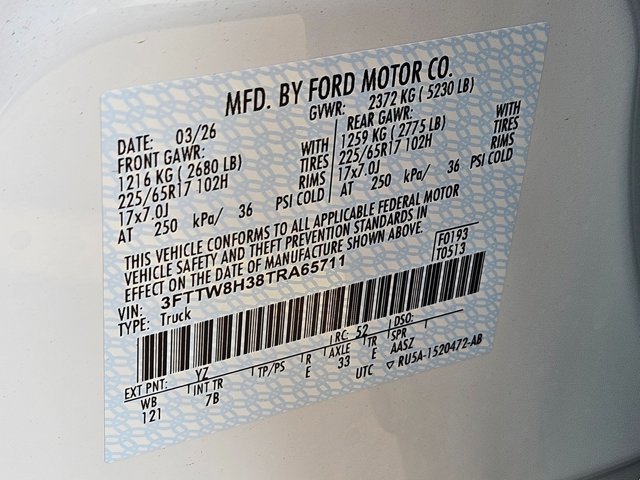 MFD. BY FORD MOTOR CO.
DATE: 03/26 GVWR: 2372 KG ( 5230 LB)
FRONT GAWR: REAR GAWR:
1216 KG ( 2680 LB) WITH 1259 KG ( 2775 LB) WITH
225/65R17 102H TIRES 225/65R17 102H TIRES
17x7.0J RIMS 17x7.0J RIMS
AT 250 kPa/ 36 PSI COLD AT 250 kPa/ 36 PSI COLD
THIS VEHICLE CONFORMS TO ALL APPLICABLE FEDERAL MOTOR
VEHICLE SAFETY AND THEFT PREVENTION STANDARDS IN
EFFECT ON THE DATE OF MANUFACTURE SHOWN ABOVE.
VIN: 3FTTW8H38TRA65711 F0193
TYPE: Truck T0513
EXT PNT: YZ RC: 52 DSO:
WB INT TR TP/PS R AXLE TR SPR
121 7B E 33 E AASZ
UTC ▽ RU5A-1520472-AB